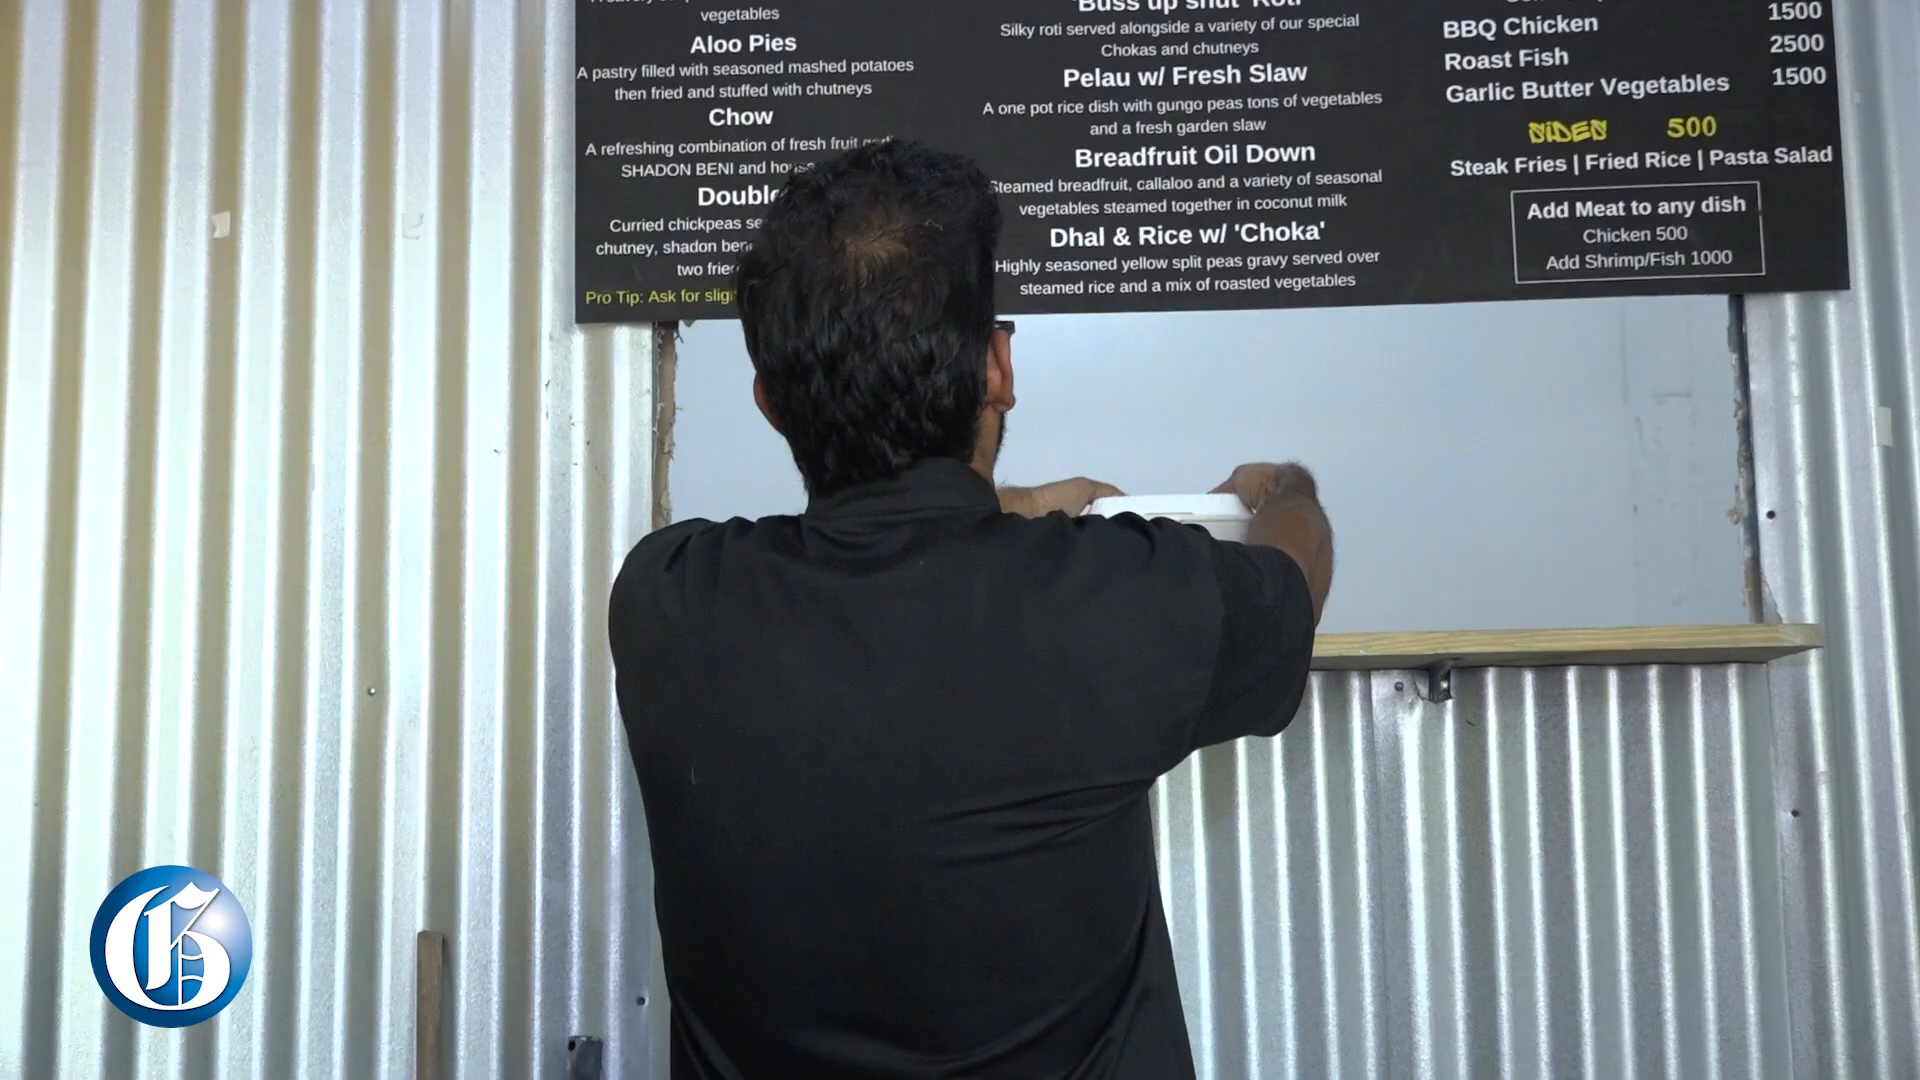 vegetables
Aloo Pies
A pastry filled with seasoned mashed potatoes
then fried and stuffed with chutneys
Chow
A refreshing combination of fresh fruit
SHADON BENI and
Curried chickpeas
chutney, shadon
two
Pro Tip: Ask for
'Buss up shut' Roti
Silky roti served alongside a variety of our special
Chokas and chutneys
Pelau w/ Fresh Slaw
A one pot rice dish with gungo peas tons of vegetables
and a fresh garden slaw
Breadfruit Oil Down
Steamed breadfruit, callaloo and a variety of seasonal
vegetables steamed together in coconut milk
Dhal & Rice w/ 'Choka'
Highly seasoned yellow split peas gravy served over
steamed rice and a mix of roasted vegetables
BBQ Chicken 1500
Roast Fish 2500
Garlic Butter Vegetables 1500
SIDES 500
Steak Fries | Fried Rice | Pasta Salad
Add Meat to any dish
Chicken 500
Add Shrimp/Fish 1000
G